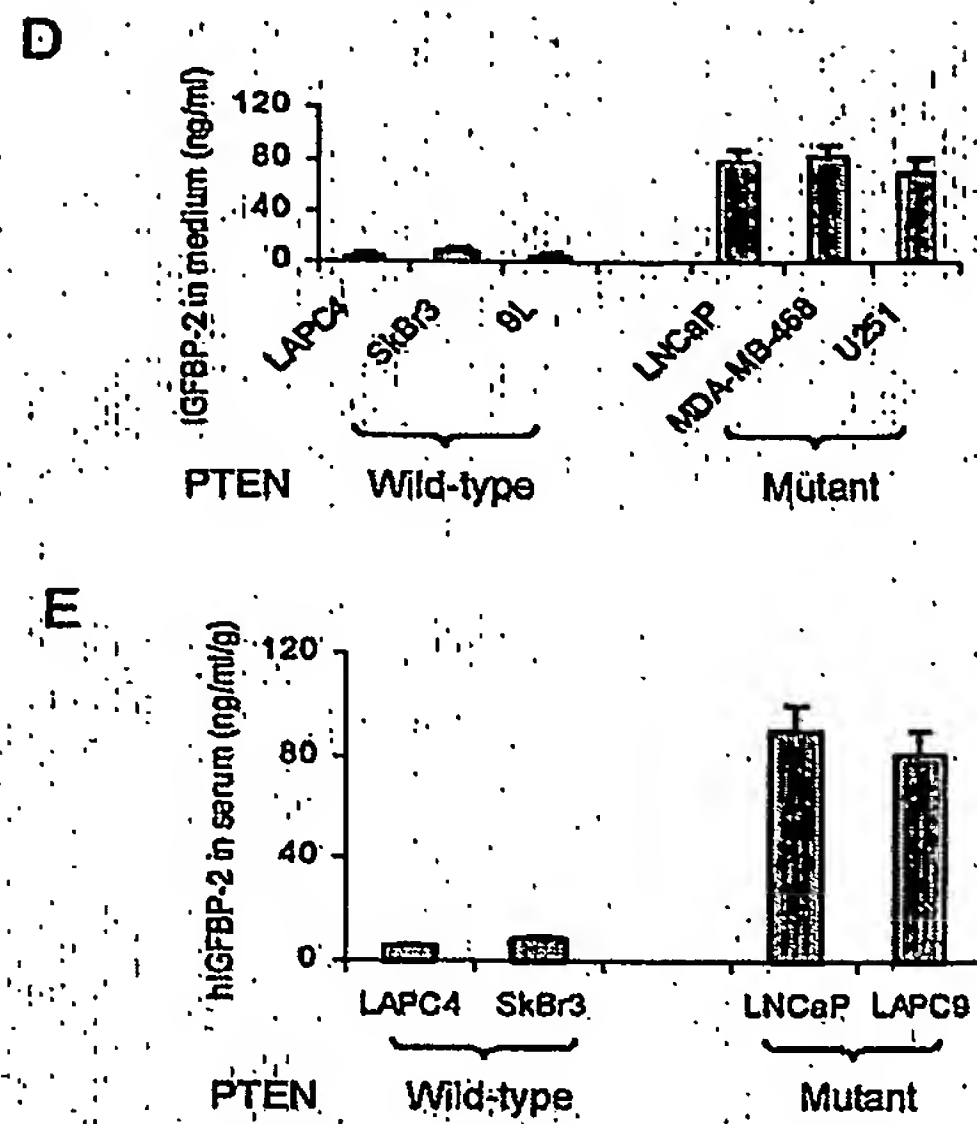 D
IGFBP-2 in medium (ng/ml)
120
80
40
0
LAPC4
SkBr3
9L
LNCaP
MDA-MB-468
U251
PTEN
Wild-type
Mutant
E
hIGFBP-2 in serum (ng/ml/g)
120
80
40
0
LAPC4
SkBr3
LNCaP
LAPC9
PTEN
Wild-type
Mutant